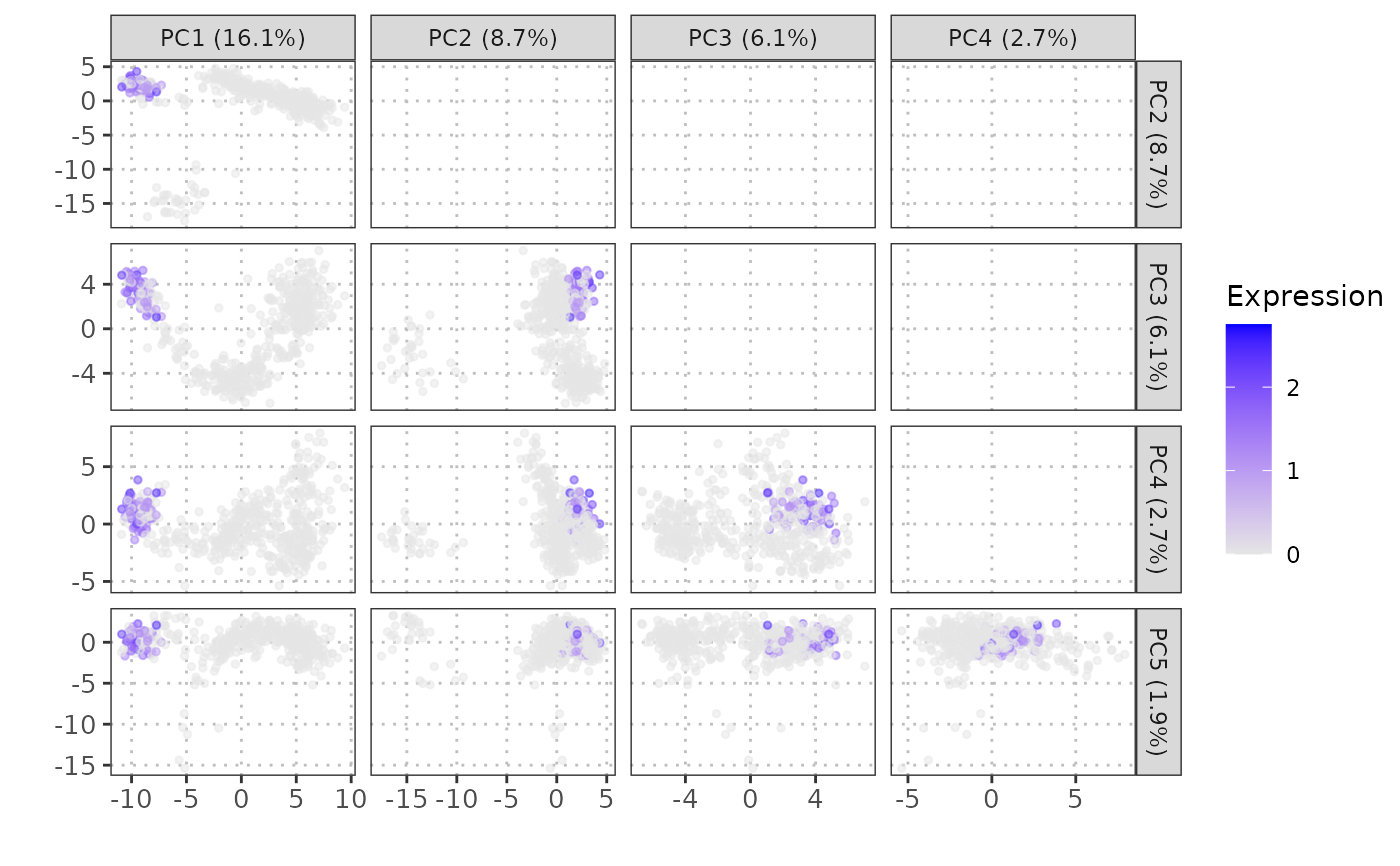 PC1 (16.1%) PC2 (8.7%) PC3 (6.1%) PC4 (2.7%)
5
0
-5
-10
-15
PC2 (8.7%)
4
0
-4
PC3 (6.1%)
5
0
-5
PC4 (2.7%)
0
-5
-10
-15
PC5 (1.9%)
-10 -5 0 5 10 -15 -10 -5 0 5 -4 0 4 -5 0 5
Expression
2
1
0